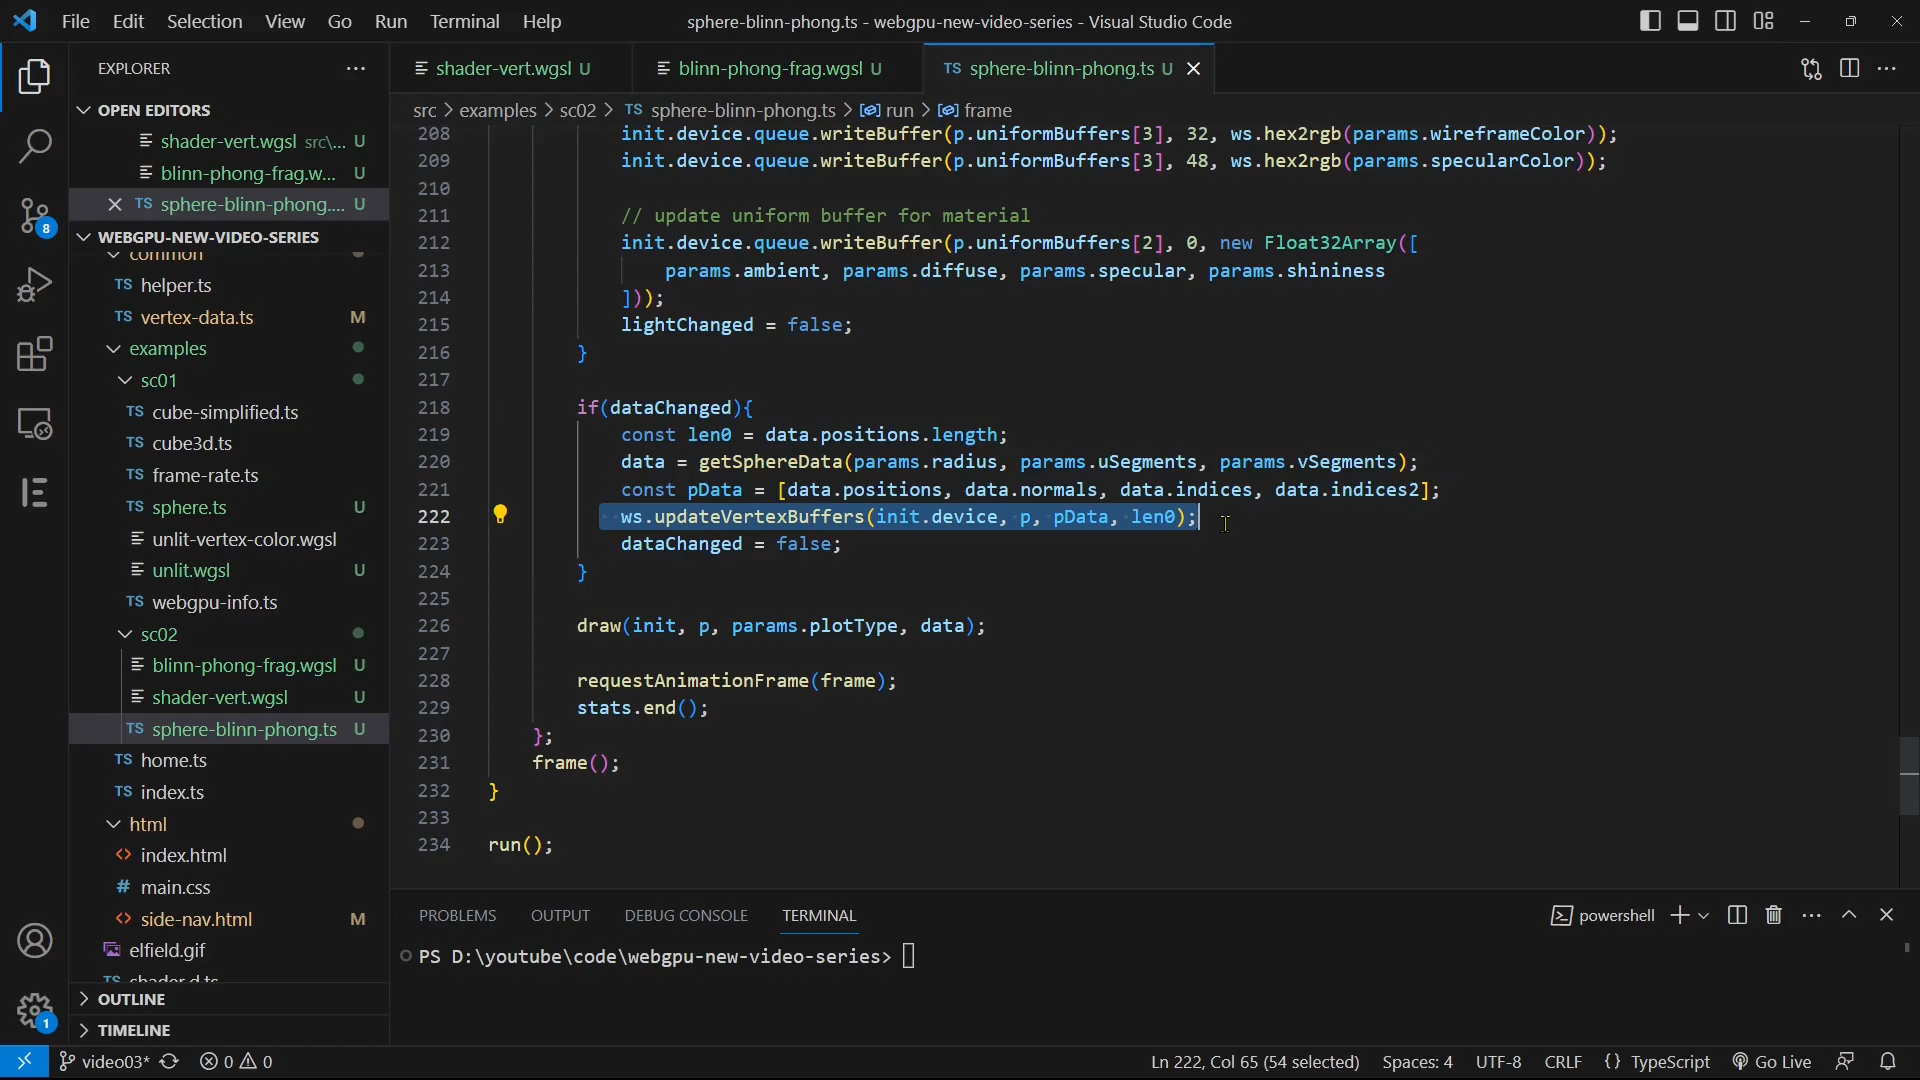 File Edit Selection View Go Run Terminal Help
sphere-blinn-phong.ts - webgpu-new-video-series - Visual Studio Code
EXPLORER
OPEN EDITORS
shader-vert.wgsl src\... U
blinn-phong-frag.w... U
TS sphere-blinn-phong.... U
WEBGPU-NEW-VIDEO-SERIES
common
TS helper.ts
TS vertex-data.ts M
examples
sc01
TS cube-simplified.ts
TS cube3d.ts
TS frame-rate.ts
TS sphere.ts U
unlit-vertex-color.wgsl
unlit.wgsl U
TS webgpu-info.ts
sc02
blinn-phong-frag.wgsl U
shader-vert.wgsl U
TS sphere-blinn-phong.ts U
TS home.ts
TS index.ts
html
<> index.html
# main.css
<> side-nav.html M
elfield.gif
TS shader.d.ts
OUTLINE
TIMELINE
8
1
shader-vert.wgsl U
blinn-phong-frag.wgsl U
TS sphere-blinn-phong.ts U
src > examples > sc02 > TS sphere-blinn-phong.ts > run > frame
208 init.device.queue.writeBuffer(p.uniformBuffers[3], 32, ws.hex2rgb(params.wireframeColor));
209 init.device.queue.writeBuffer(p.uniformBuffers[3], 48, ws.hex2rgb(params.specularColor));
210
211 // update uniform buffer for material
212 init.device.queue.writeBuffer(p.uniformBuffers[2], 0, new Float32Array([
213 params.ambient, params.diffuse, params.specular, params.shininess
214 ]));
215 lightChanged = false;
216 }
217
218 if(dataChanged){
219 const len0 = data.positions.length;
220 data = getSphereData(params.radius, params.uSegments, params.vSegments);
221 const pData = [data.positions, data.normals, data.indices, data.indices2];
222 ws.updateVertexBuffers(init.device, p, pData, len0);
223 dataChanged = false;
224 }
225
226 draw(init, p, params.plotType, data);
227
228 requestAnimationFrame(frame);
229 stats.end();
230 };
231 frame();
232 }
233
234 run();
PROBLEMS OUTPUT DEBUG CONSOLE TERMINAL
powershell
PS D:\youtube\code\webgpu-new-video-series>
video03* 0 0
Ln 222, Col 65 (54 selected) Spaces: 4 UTF-8 CRLF {} TypeScript Go Live